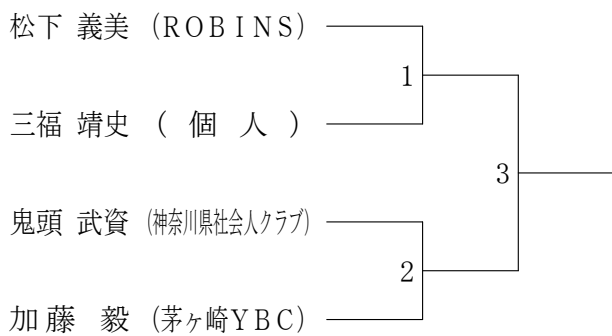 松下 義美 （ＲＯＢＩＮＳ）
1
三福 靖史 （ 個 人 ）
3
鬼頭 武資 （神奈川県社会人クラブ）
2
加 藤 毅 （茅ヶ崎ＹＢＣ）